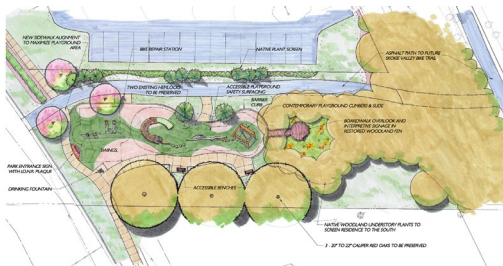 NEW SIDEWALK ALIGNMENT
TO MAXIMIZE PLAYGROUND
AREA
BIKE REPAIR STATION
NATIVE PLANT SCREEN
ASPHALT PATH TO FUTURE
SKOKIE VALLEY BIKE TRAIL
TWO EXISTING HEMLOCKS
TO BE PRESERVED
ACCESSIBLE PLAYGROUND
SAFETY SURFACING
BARRIER
CURB
CONTEMPORARY PLAYGROUND CLIMBERS & SLIDE
BOARDWALK OVERLOOK AND
INTERPRETIVE SIGNAGE IN
RESTORED WOODLAND FEN
SWINGS
PARK ENTRANCE SIGN
WITH PLAQUE
DRINKING FOUNTAIN
ACCESSIBLE BENCHES
NATIVE WOODLAND UNDERSTORY PLANTS TO
SCREEN RESIDENCE TO THE SOUTH
3 - 20" TO 22" CALIPER RED OAKS TO BE PRESERVED